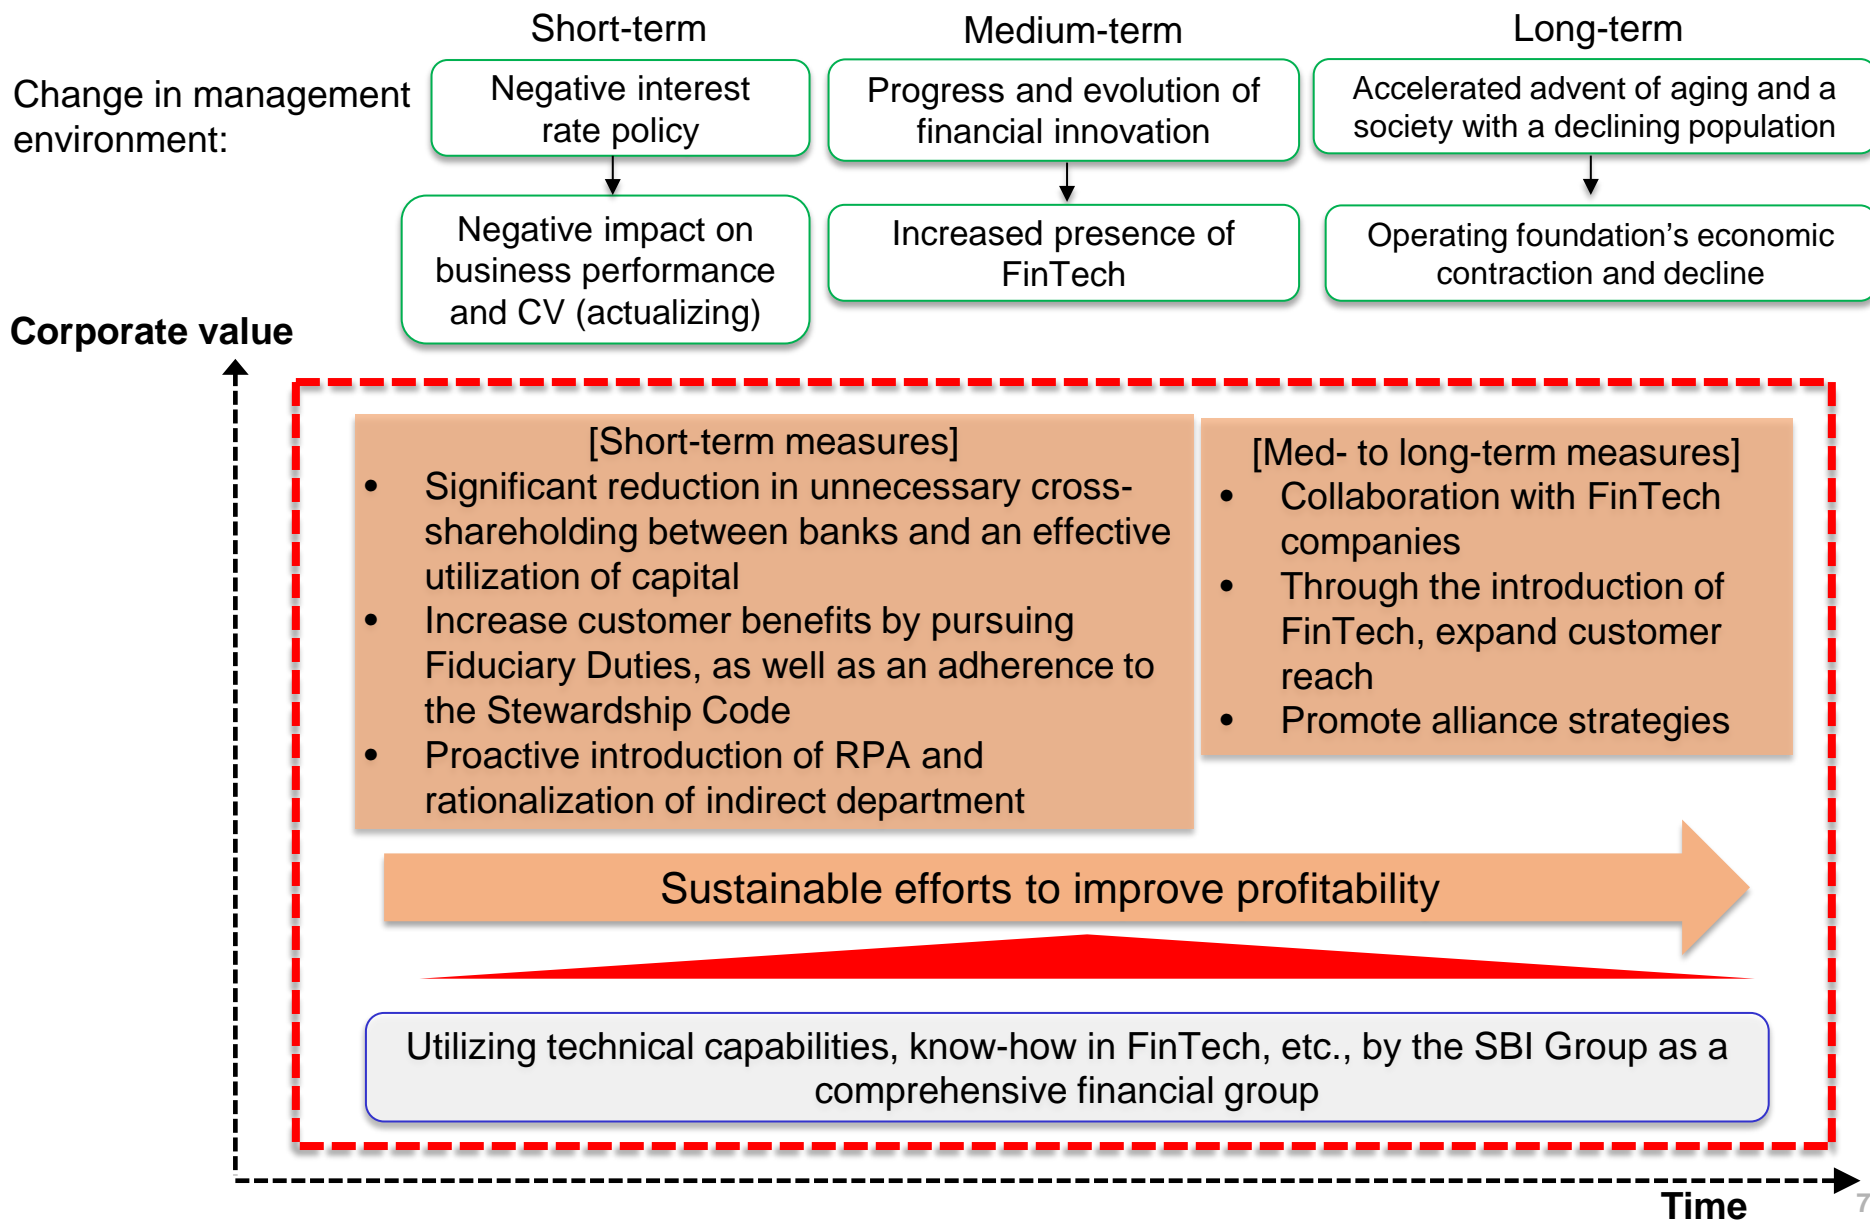 Short-term
Medium-term
Long-term
Change in management
environment:
Negative interest
rate policy
Progress and evolution of
financial innovation
Accelerated advent of aging and a
society with a declining population
Negative impact on
business performance
and CV (actualizing)
Increased presence of
FinTech
Operating foundation’s economic
contraction and decline
Corporate value
[Short-term measures]
• Significant reduction in unnecessary cross-
shareholding between banks and an effective
utilization of capital
• Increase customer benefits by pursuing
Fiduciary Duties, as well as an adherence to
the Stewardship Code
• Proactive introduction of RPA and
rationalization of indirect department
[Med- to long-term measures]
• Collaboration with FinTech
companies
• Through the introduction of
FinTech, expand customer
reach
• Promote alliance strategies
Sustainable efforts to improve profitability
Utilizing technical capabilities, know-how in FinTech, etc., by the SBI Group as a
comprehensive financial group
Time
7